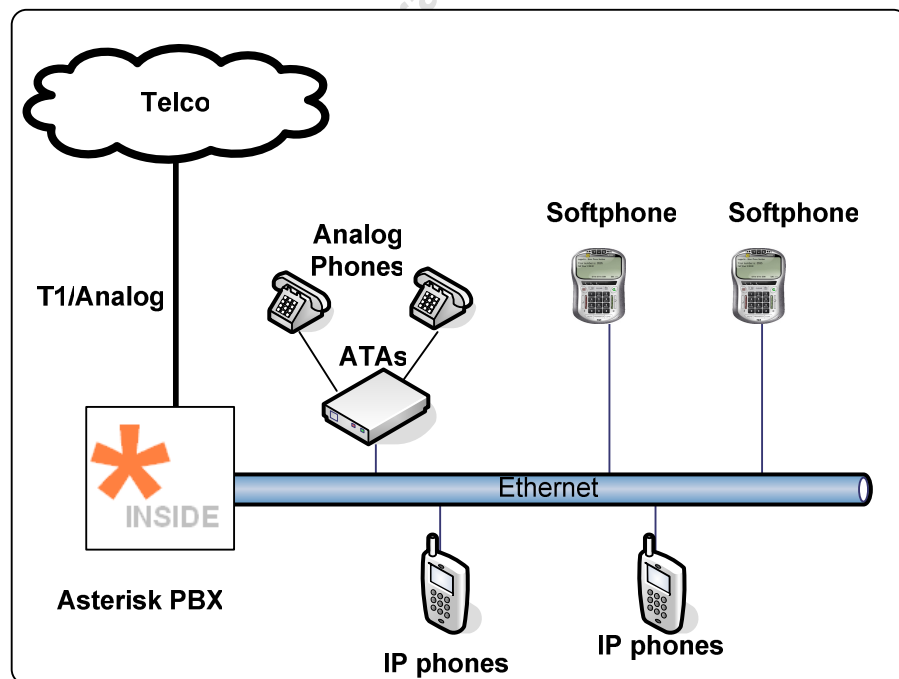 Telco
Softphone
Softphone
Analog
Phones
T1/Analog
ATAs
Ethernet
INSIDE
Asterisk PBX
IP phones
IP phones